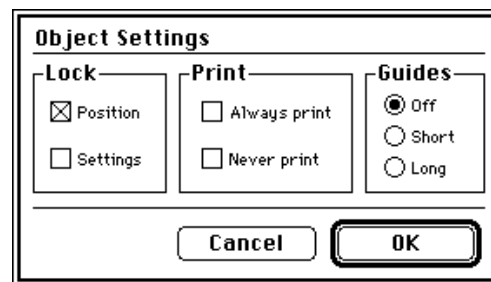 Object Settings
Lock Print Guides
Position Always print Off
Short
Settings Never print Long
Cancel OK